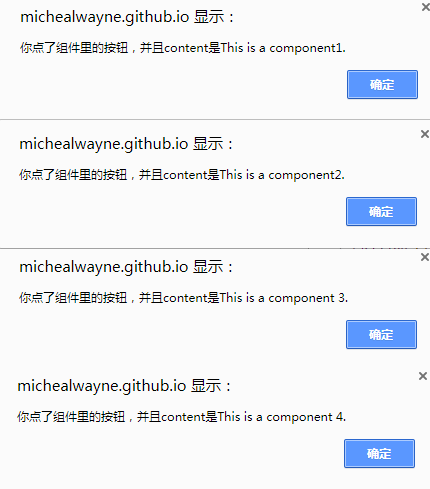 michealwayne.github.io 显示：
你点了组件里的按钮，并且content是This is a component1.
确定
michealwayne.github.io 显示：
你点了组件里的按钮，并且content是This is a component2.
确定
michealwayne.github.io 显示：
你点了组件里的按钮，并且content是This is a component 3.
确定
michealwayne.github.io 显示：
你点了组件里的按钮，并且content是This is a component 4.
确定